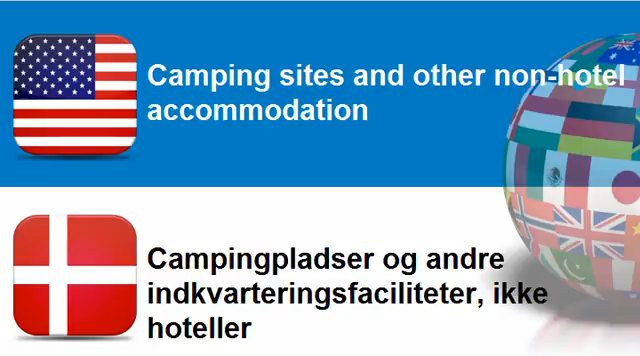 Camping sites and other non-hotel
accommodation
Campingpladser og andre
indkvarteringsfaciliteter, ikke
hoteller